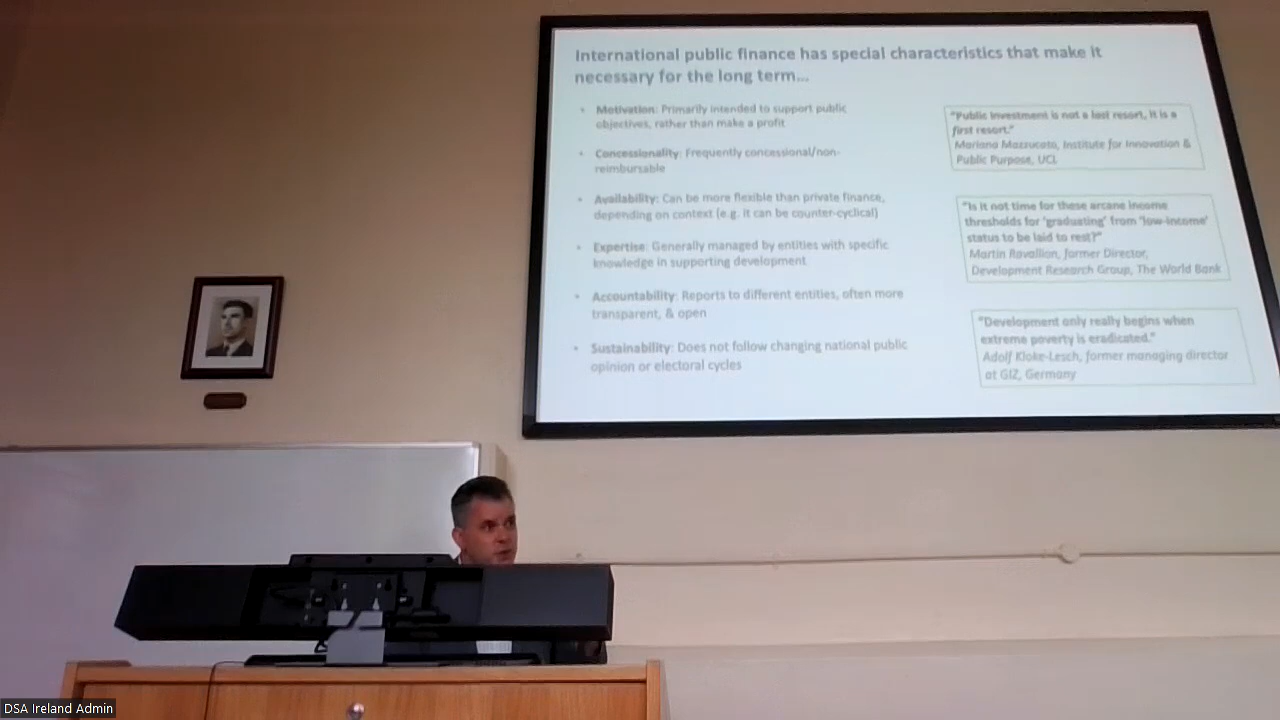 International public finance has special characteristics that make it
necessary for the long term...
• Motivation: Primarily intended to support public
objectives, rather than make a profit
• Concessionality: Frequently concessional/non-
reimbursable
• Availability: Can be more flexible than private finance,
depending on context (e.g. it can be counter-cyclical)
• Expertise: Generally managed by entities with specific
knowledge in supporting development
• Accountability: Reports to different entities, often more
transparent, & open
• Sustainability: Does not follow changing national public
opinion or electoral cycles
"Public investment is not a last resort, it is a
first resort."
Mariana Mazzucato, Institute for Innovation &
Public Purpose, UCL
"Is it not time for these arcane income
thresholds for 'graduating' from 'low-income'
status to be laid to rest?"
Martin Ravallion, former Director,
Development Research Group, The World Bank
"Development only really begins when
extreme poverty is eradicated."
Adolf Kloke-Lesch, former managing director
at GIZ, Germany
DSA Ireland Admin